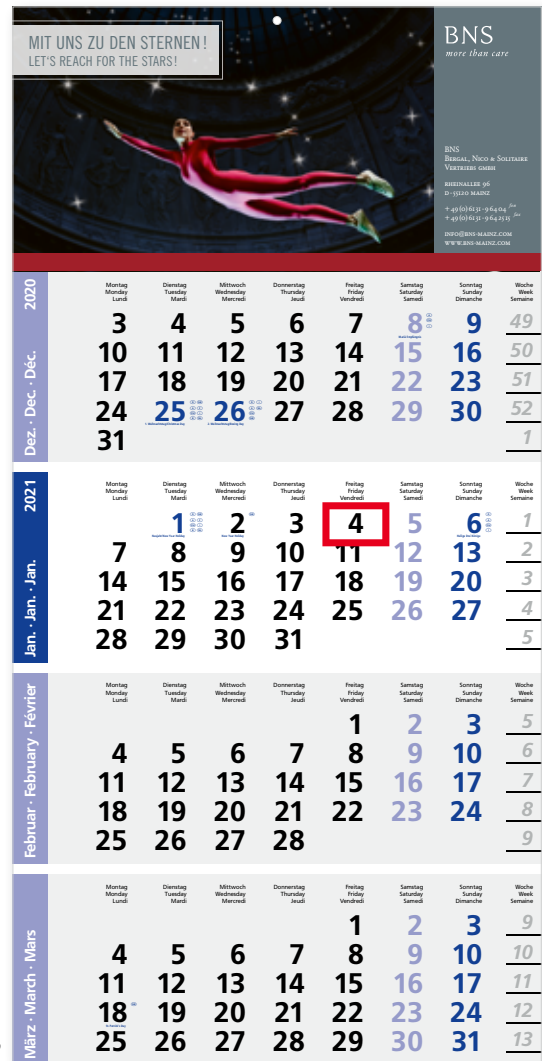 MIT UNS ZU DEN STERNEN!
LET'S REACH FOR THE STARS!
BNS
more than care
BNS
Bergal, Nico & Solitaire
Vertriebs gmbh
rheinallee 96
d-55120 mainz
+49(0)6131-96404 fon
+49(0)6131-9642515 fax
info@bns-mainz.com
www.bns-mainz.com
Dez. · Dec. · Déc. 2020
Montag Dienstag Mittwoch Donnerstag Freitag Samstag Sonntag Woche
Monday Tuesday Wednesday Thursday Friday Saturday Sunday Week
Lundi Mardi Mercredi Jeudi Vendredi Samedi Dimanche Semaine
3 4 5 6 7 8 9 49
10 11 12 13 14 15 16 50
17 18 19 20 21 22 23 51
24 25 26 27 28 29 30 52
31 1
Jan. · Jan. · Jan. 2021
Montag Dienstag Mittwoch Donnerstag Freitag Samstag Sonntag Woche
Monday Tuesday Wednesday Thursday Friday Saturday Sunday Week
Lundi Mardi Mercredi Jeudi Vendredi Samedi Dimanche Semaine
1 2 3 4 5 6 1
7 8 9 10 11 12 13 2
14 15 16 17 18 19 20 3
21 22 23 24 25 26 27 4
28 29 30 31 5
Februar · February · Février
Montag Dienstag Mittwoch Donnerstag Freitag Samstag Sonntag Woche
Monday Tuesday Wednesday Thursday Friday Saturday Sunday Week
Lundi Mardi Mercredi Jeudi Vendredi Samedi Dimanche Semaine
1 2 3 5
4 5 6 7 8 9 10 6
11 12 13 14 15 16 17 7
18 19 20 21 22 23 24 8
25 26 27 28 9
März · March · Mars
Montag Dienstag Mittwoch Donnerstag Freitag Samstag Sonntag Woche
Monday Tuesday Wednesday Thursday Friday Saturday Sunday Week
Lundi Mardi Mercredi Jeudi Vendredi Samedi Dimanche Semaine
1 2 3 9
4 5 6 7 8 9 10 10
11 12 13 14 15 16 17 11
18 19 20 21 22 23 24 12
25 26 27 28 29 30 31 13